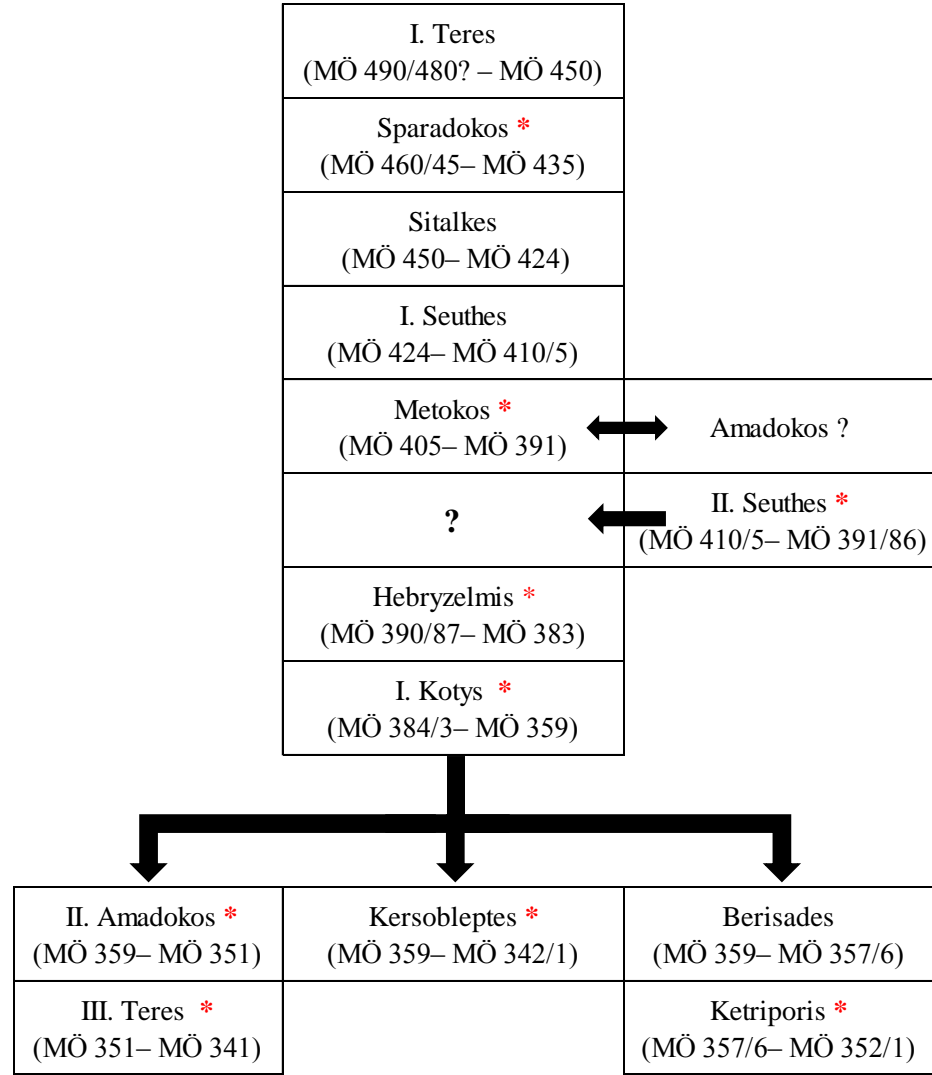 I. Teres
(MÖ 490/480? – MÖ 450)
Sparadokos *
(MÖ 460/45– MÖ 435)
Sitalkes
(MÖ 450– MÖ 424)
I. Seuthes
(MÖ 424– MÖ 410/5)
Metokos *
(MÖ 405– MÖ 391)
Amadokos ?
?
II. Seuthes *
(MÖ 410/5– MÖ 391/86)
Hebryzelmis *
(MÖ 390/87– MÖ 383)
I. Kotys *
(MÖ 384/3– MÖ 359)
II. Amadokos *
(MÖ 359– MÖ 351)
Kersobleptes *
(MÖ 359– MÖ 342/1)
Berisades
(MÖ 359– MÖ 357/6)
III. Teres *
(MÖ 351– MÖ 341)
Ketriporis *
(MÖ 357/6– MÖ 352/1)